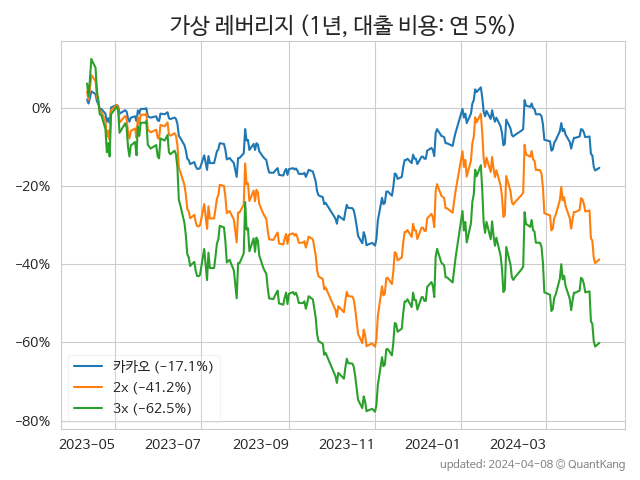 가상 레버리지 (1년, 대출 비용: 연 5%)
0%
−20%
−40%
−60%
−80%
카카오 (−17.1%)
2x (−41.2%)
3x (−62.5%)
2023-05 2023-07 2023-09 2023-11 2024-01 2024-03
updated: 2024-04-08 © QuantKang